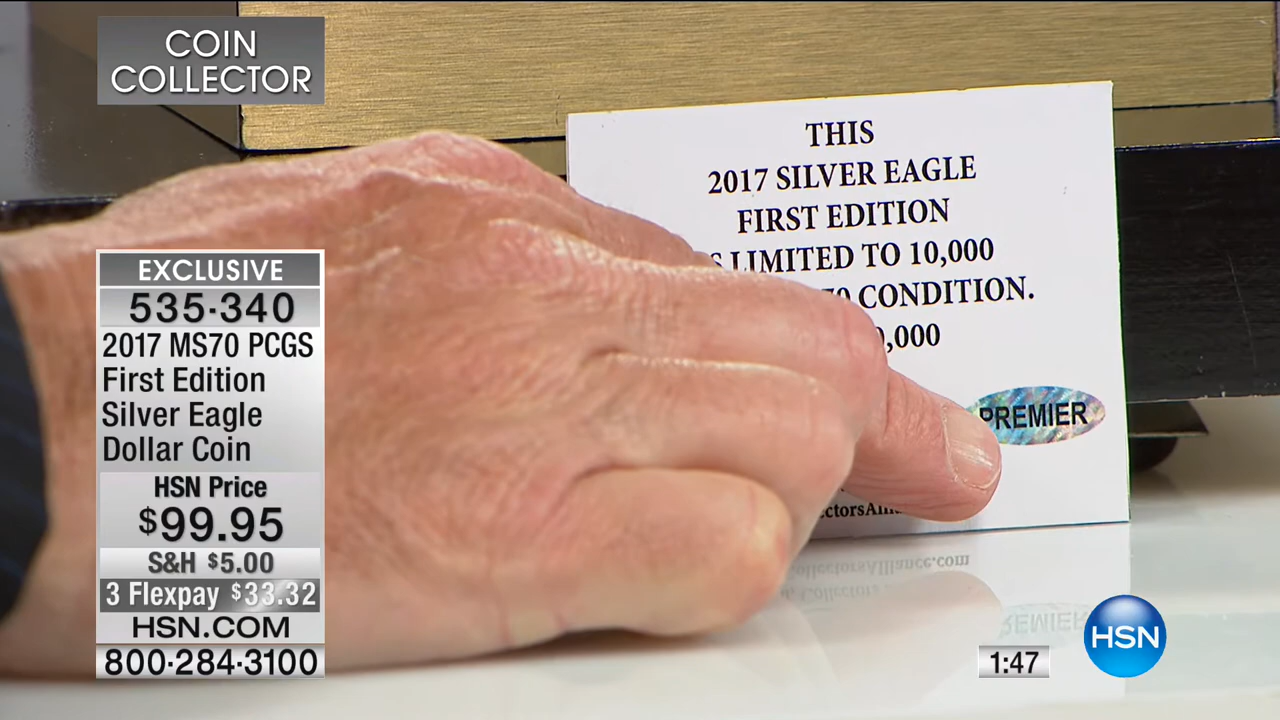 COIN
COLLECTOR
EXCLUSIVE
535-340
2017 MS70 PCGS
First Edition
Silver Eagle
Dollar Coin
HSN Price
$99.95
S&H $5.00
3 Flexpay $33.32
HSN.COM
800-284-3100
THIS
2017 SILVER EAGLE
FIRST EDITION
LIMITED TO 10,000
CONDITION.
PREMIER
1:47
HSN